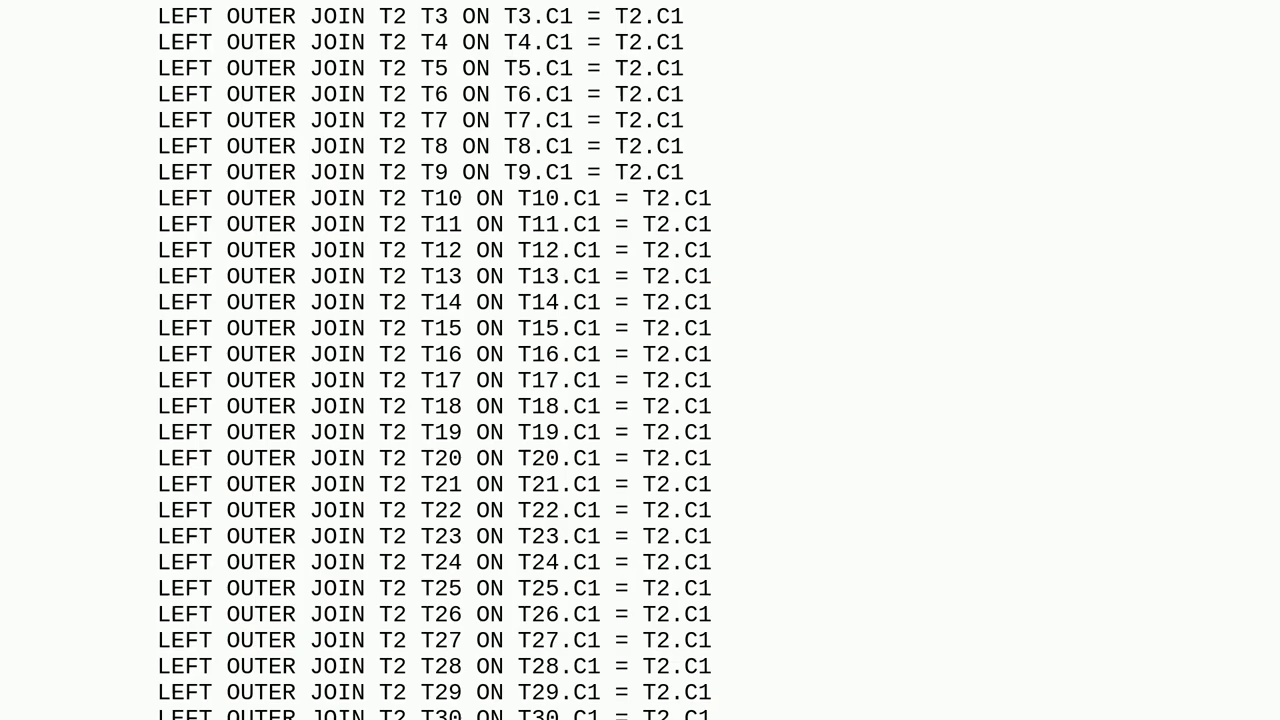 LEFT OUTER JOIN T2 T3 ON T3.C1 = T2.C1
LEFT OUTER JOIN T2 T4 ON T4.C1 = T2.C1
LEFT OUTER JOIN T2 T5 ON T5.C1 = T2.C1
LEFT OUTER JOIN T2 T6 ON T6.C1 = T2.C1
LEFT OUTER JOIN T2 T7 ON T7.C1 = T2.C1
LEFT OUTER JOIN T2 T8 ON T8.C1 = T2.C1
LEFT OUTER JOIN T2 T9 ON T9.C1 = T2.C1
LEFT OUTER JOIN T2 T10 ON T10.C1 = T2.C1
LEFT OUTER JOIN T2 T11 ON T11.C1 = T2.C1
LEFT OUTER JOIN T2 T12 ON T12.C1 = T2.C1
LEFT OUTER JOIN T2 T13 ON T13.C1 = T2.C1
LEFT OUTER JOIN T2 T14 ON T14.C1 = T2.C1
LEFT OUTER JOIN T2 T15 ON T15.C1 = T2.C1
LEFT OUTER JOIN T2 T16 ON T16.C1 = T2.C1
LEFT OUTER JOIN T2 T17 ON T17.C1 = T2.C1
LEFT OUTER JOIN T2 T18 ON T18.C1 = T2.C1
LEFT OUTER JOIN T2 T19 ON T19.C1 = T2.C1
LEFT OUTER JOIN T2 T20 ON T20.C1 = T2.C1
LEFT OUTER JOIN T2 T21 ON T21.C1 = T2.C1
LEFT OUTER JOIN T2 T22 ON T22.C1 = T2.C1
LEFT OUTER JOIN T2 T23 ON T23.C1 = T2.C1
LEFT OUTER JOIN T2 T24 ON T24.C1 = T2.C1
LEFT OUTER JOIN T2 T25 ON T25.C1 = T2.C1
LEFT OUTER JOIN T2 T26 ON T26.C1 = T2.C1
LEFT OUTER JOIN T2 T27 ON T27.C1 = T2.C1
LEFT OUTER JOIN T2 T28 ON T28.C1 = T2.C1
LEFT OUTER JOIN T2 T29 ON T29.C1 = T2.C1
LEFT OUTER JOIN T2 T30 ON T30.C1 = T2.C1